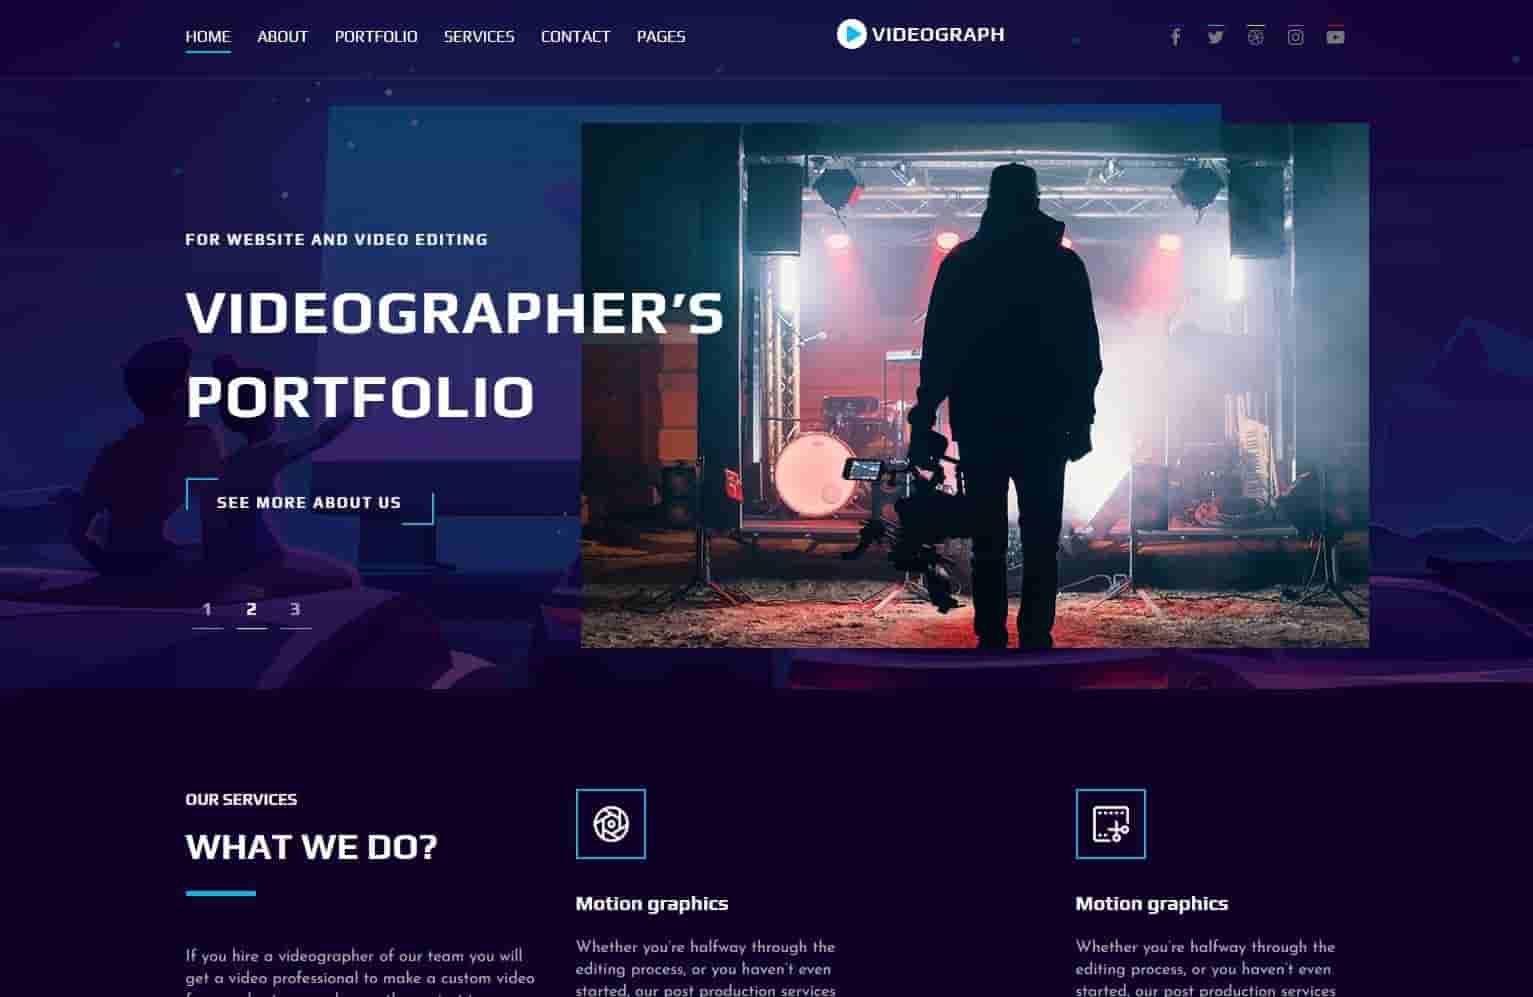 HOME ABOUT PORTFOLIO SERVICES CONTACT PAGES
VIDEOGRAPH
FOR WEBSITE AND VIDEO EDITING
VIDEOGRAPHER’S
PORTFOLIO
SEE MORE ABOUT US
1 2 3
OUR SERVICES
WHAT WE DO?
If you hire a videographer of our team you will
get a video professional to make a custom video
Motion graphics
Whether you're halfway through the
editing process, or you haven't even
started, our post production services
Motion graphics
Whether you're halfway through the
editing process, or you haven't even
started, our post production services